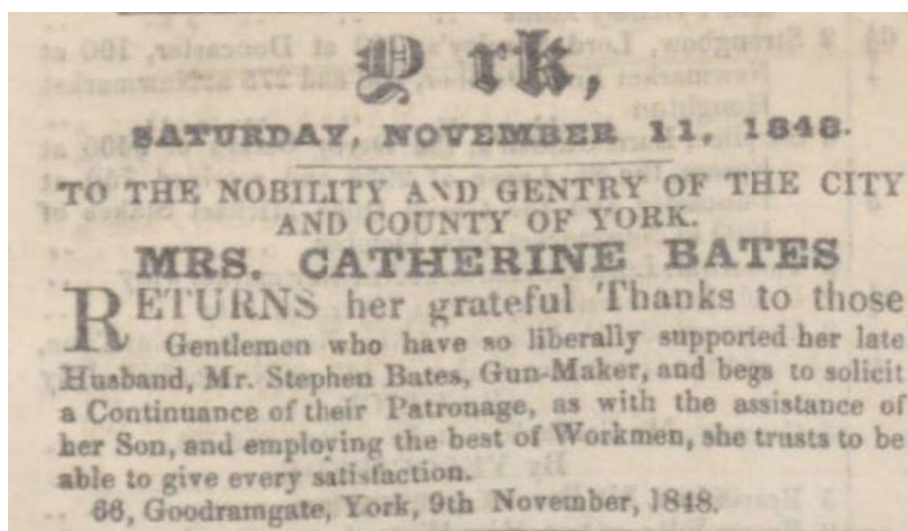 Y rk,
SATURDAY, NOVEMBER 11, 1848.
TO THE NOBILITY AND GENTRY OF THE CITY
AND COUNTY OF YORK.
MRS. CATHERINE BATES
RETURNS her grateful Thanks to those
Gentlemen who have so liberally supported her late
Husband, Mr. Stephen Bates, Gun-Maker, and begs to solicit
a Continuance of their Patronage, as with the assistance of
her Son, and employing the best of Workmen, she trusts to be
able to give every satisfaction.
66, Goodramgate, York, 9th November, 1848.